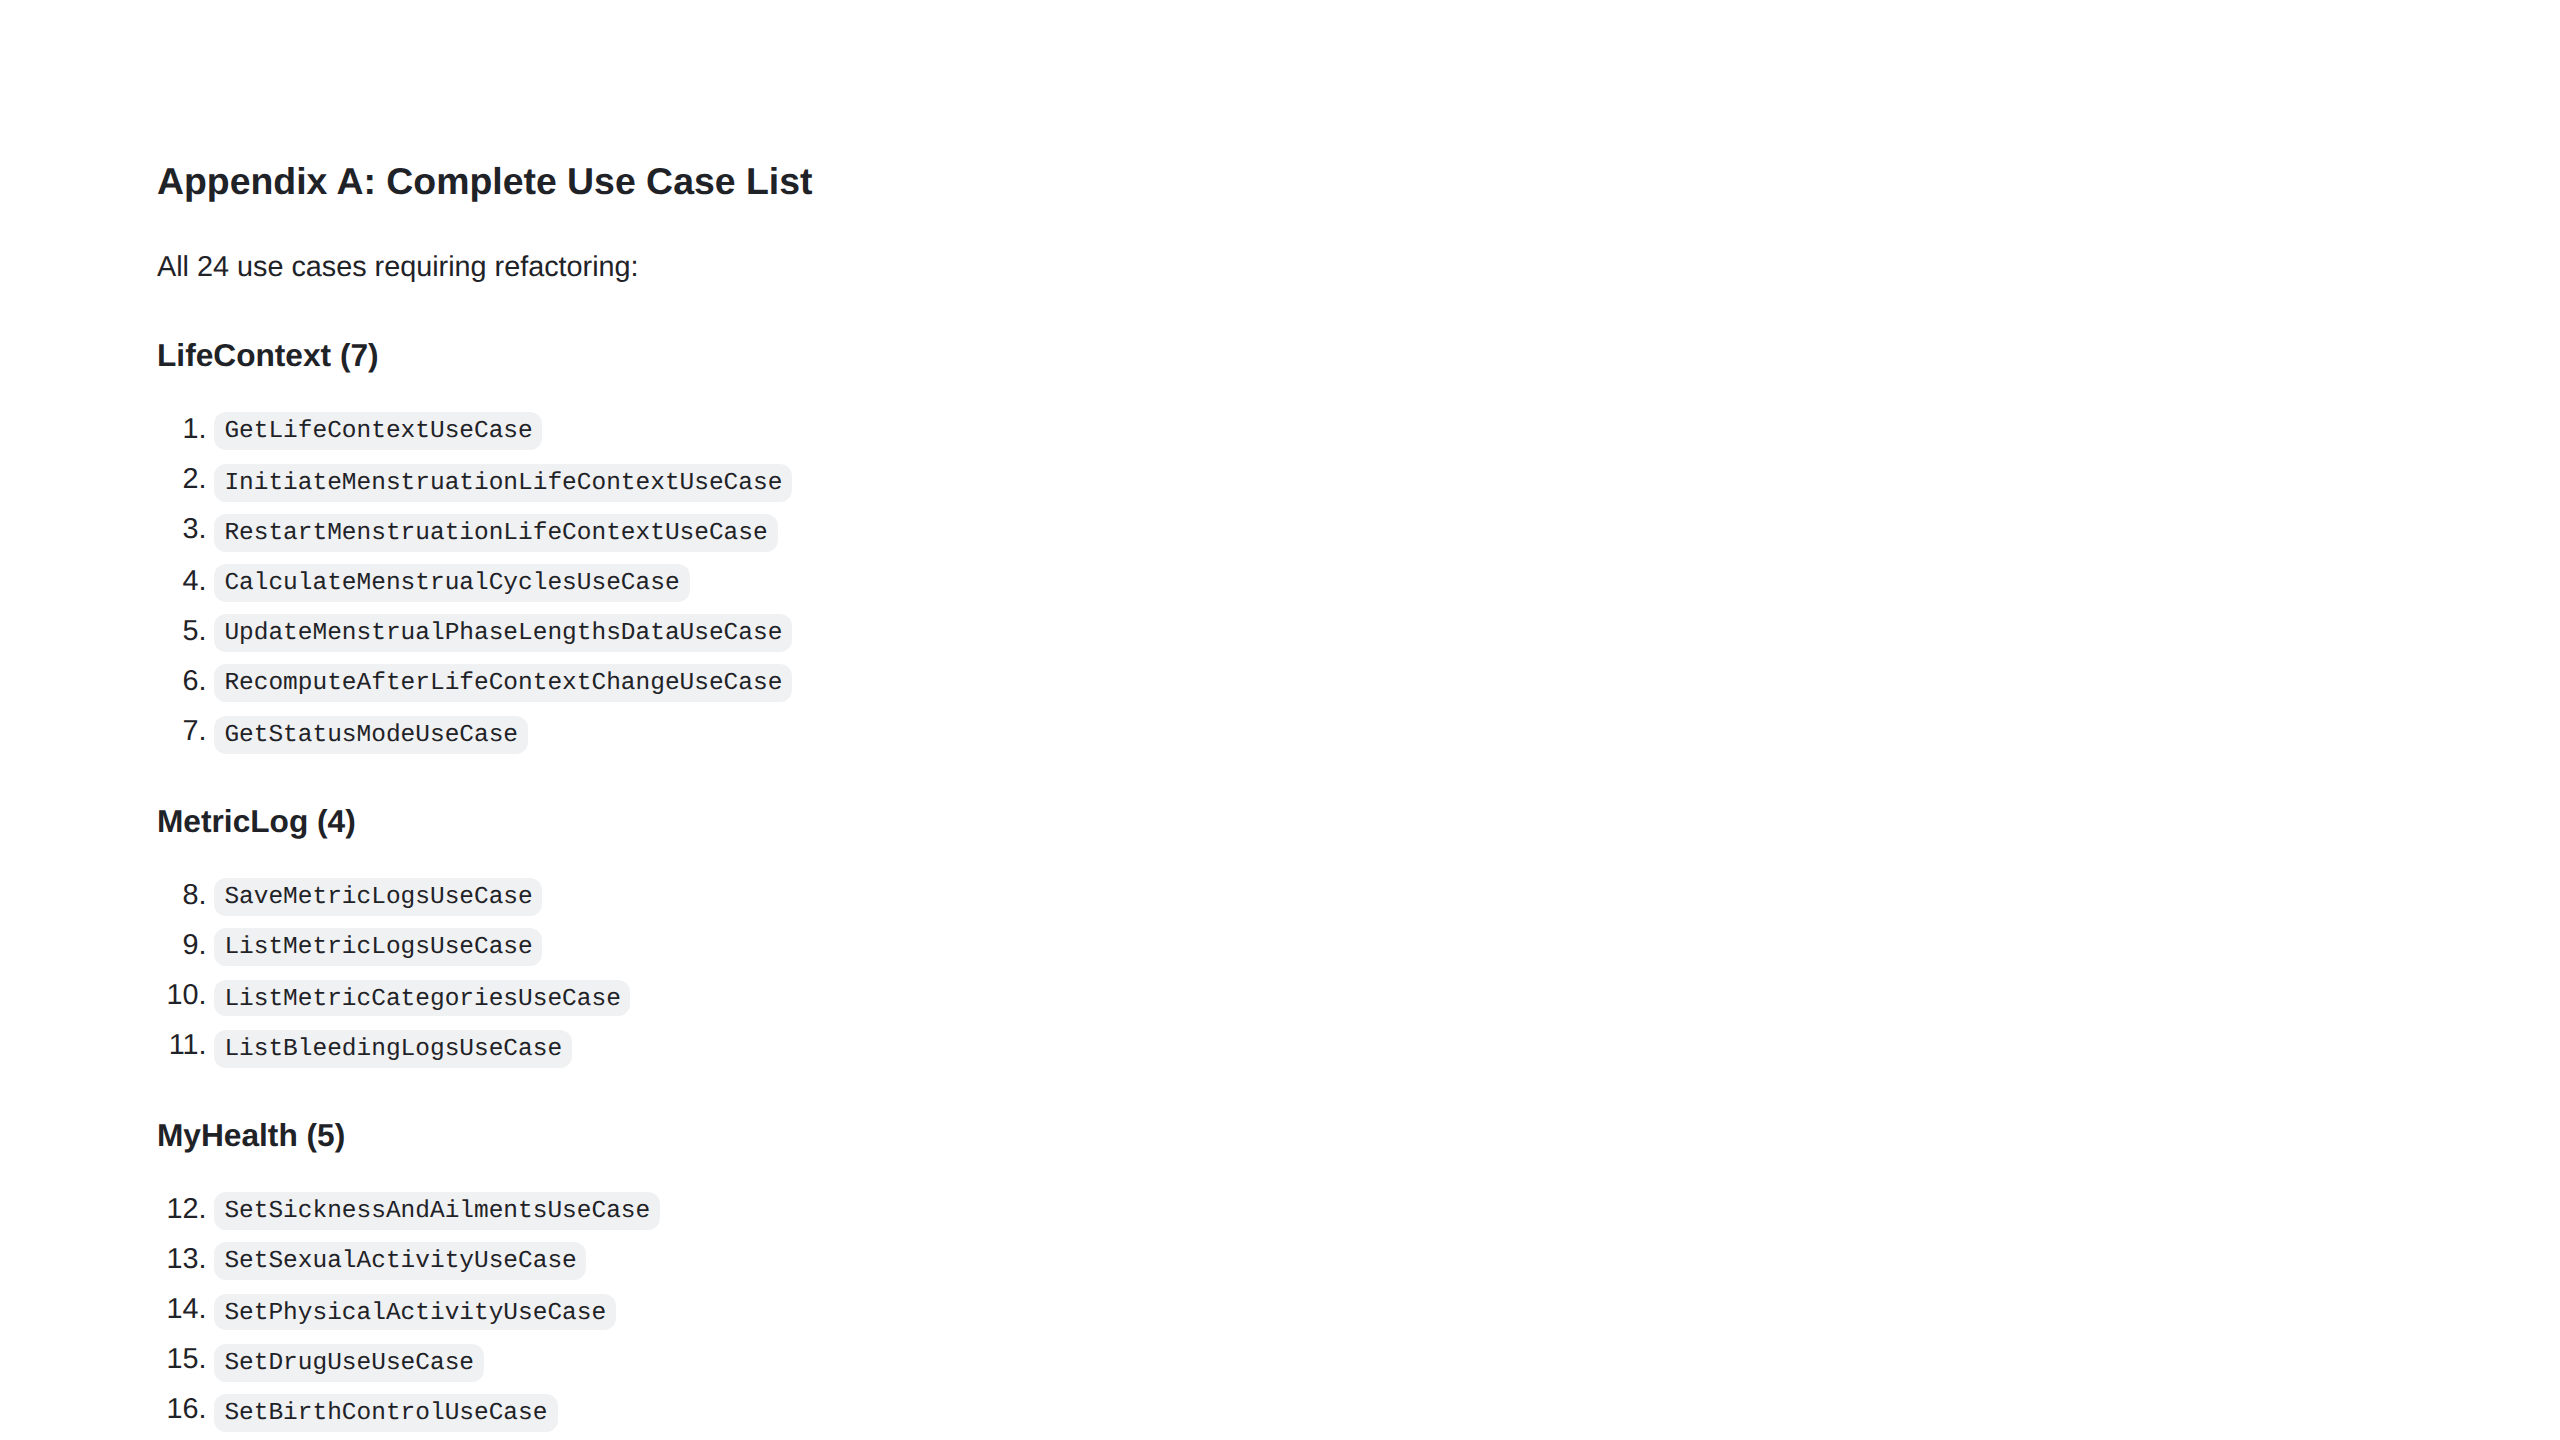 Appendix A: Complete Use Case List
All 24 use cases requiring refactoring:
LifeContext (7)
1. GetLifeContextUseCase
2. InitiateMenstruationLifeContextUseCase
3. RestartMenstruationLifeContextUseCase
4. CalculateMenstrualCyclesUseCase
5. UpdateMenstrualPhaseLengthsDataUseCase
6. RecomputeAfterLifeContextChangeUseCase
7. GetStatusModeUseCase
MetricLog (4)
8. SaveMetricLogsUseCase
9. ListMetricLogsUseCase
10. ListMetricCategoriesUseCase
11. ListBleedingLogsUseCase
MyHealth (5)
12. SetSicknessAndAilmentsUseCase
13. SetSexualActivityUseCase
14. SetPhysicalActivityUseCase
15. SetDrugUseUseCase
16. SetBirthControlUseCase